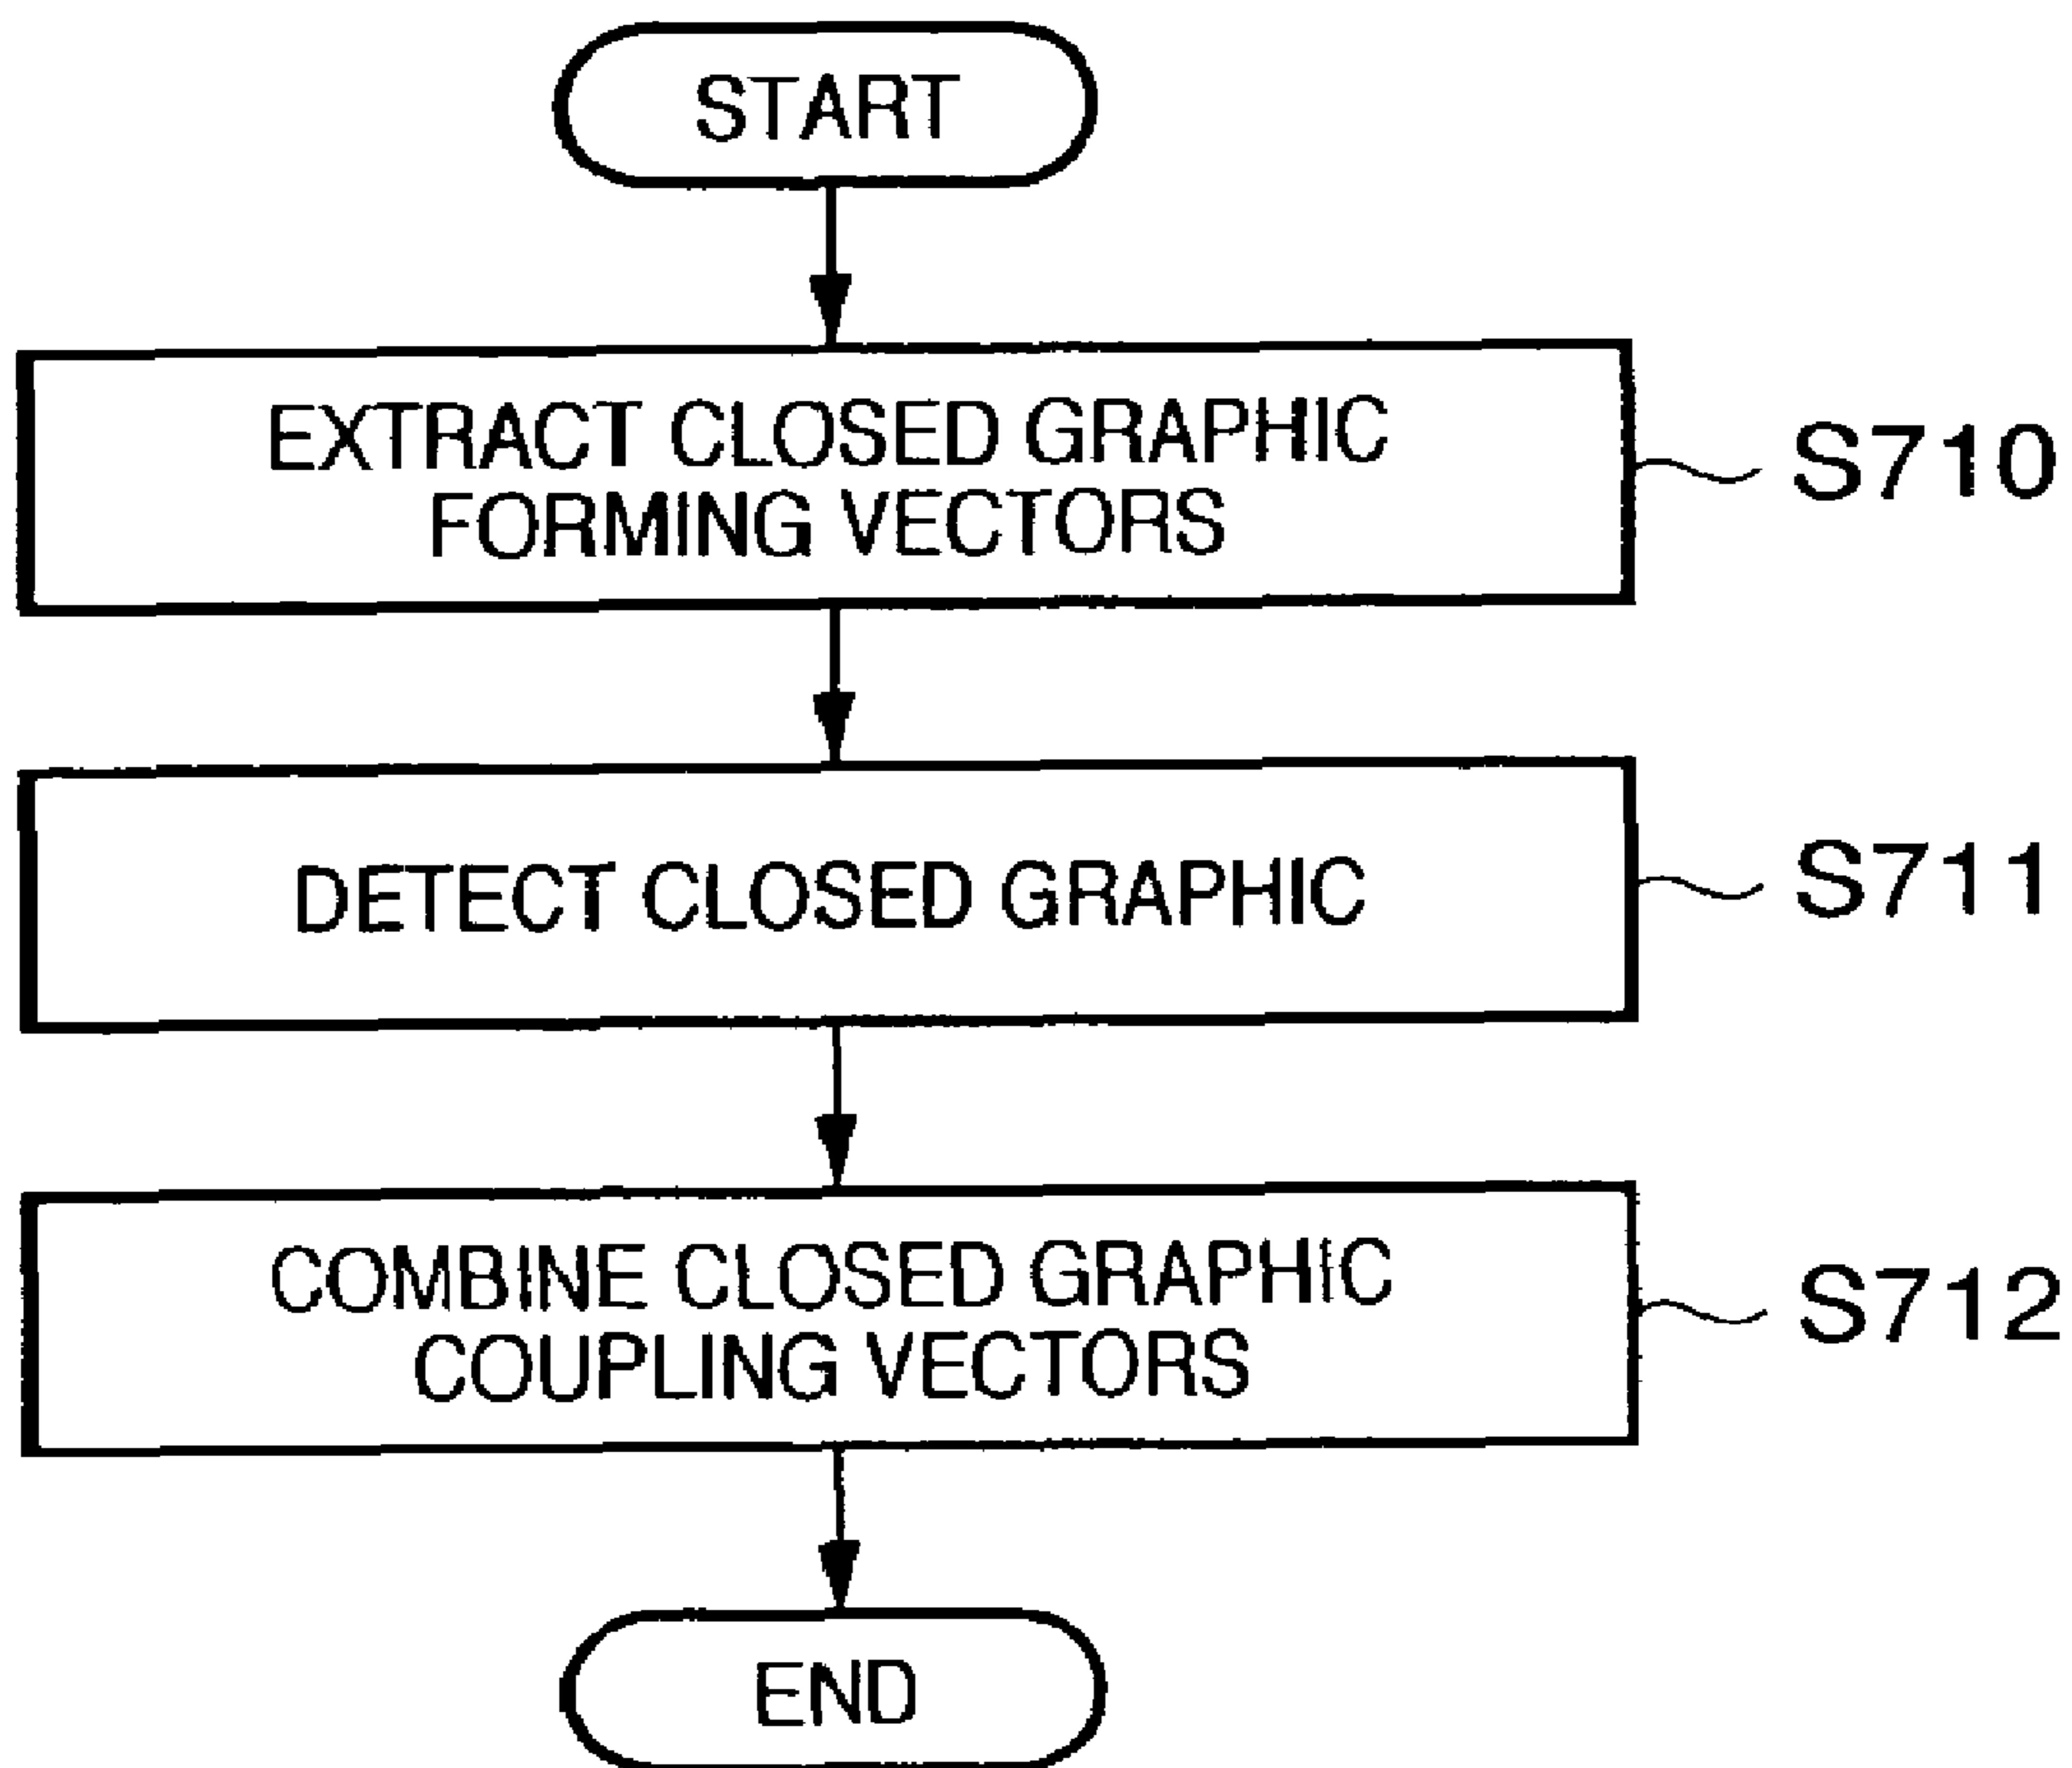 START
EXTRACT CLOSED GRAPHIC
FORMING VECTORS
S710
DETECT CLOSED GRAPHIC
S711
COMBINE CLOSED GRAPHIC
COUPLING VECTORS
S712
END